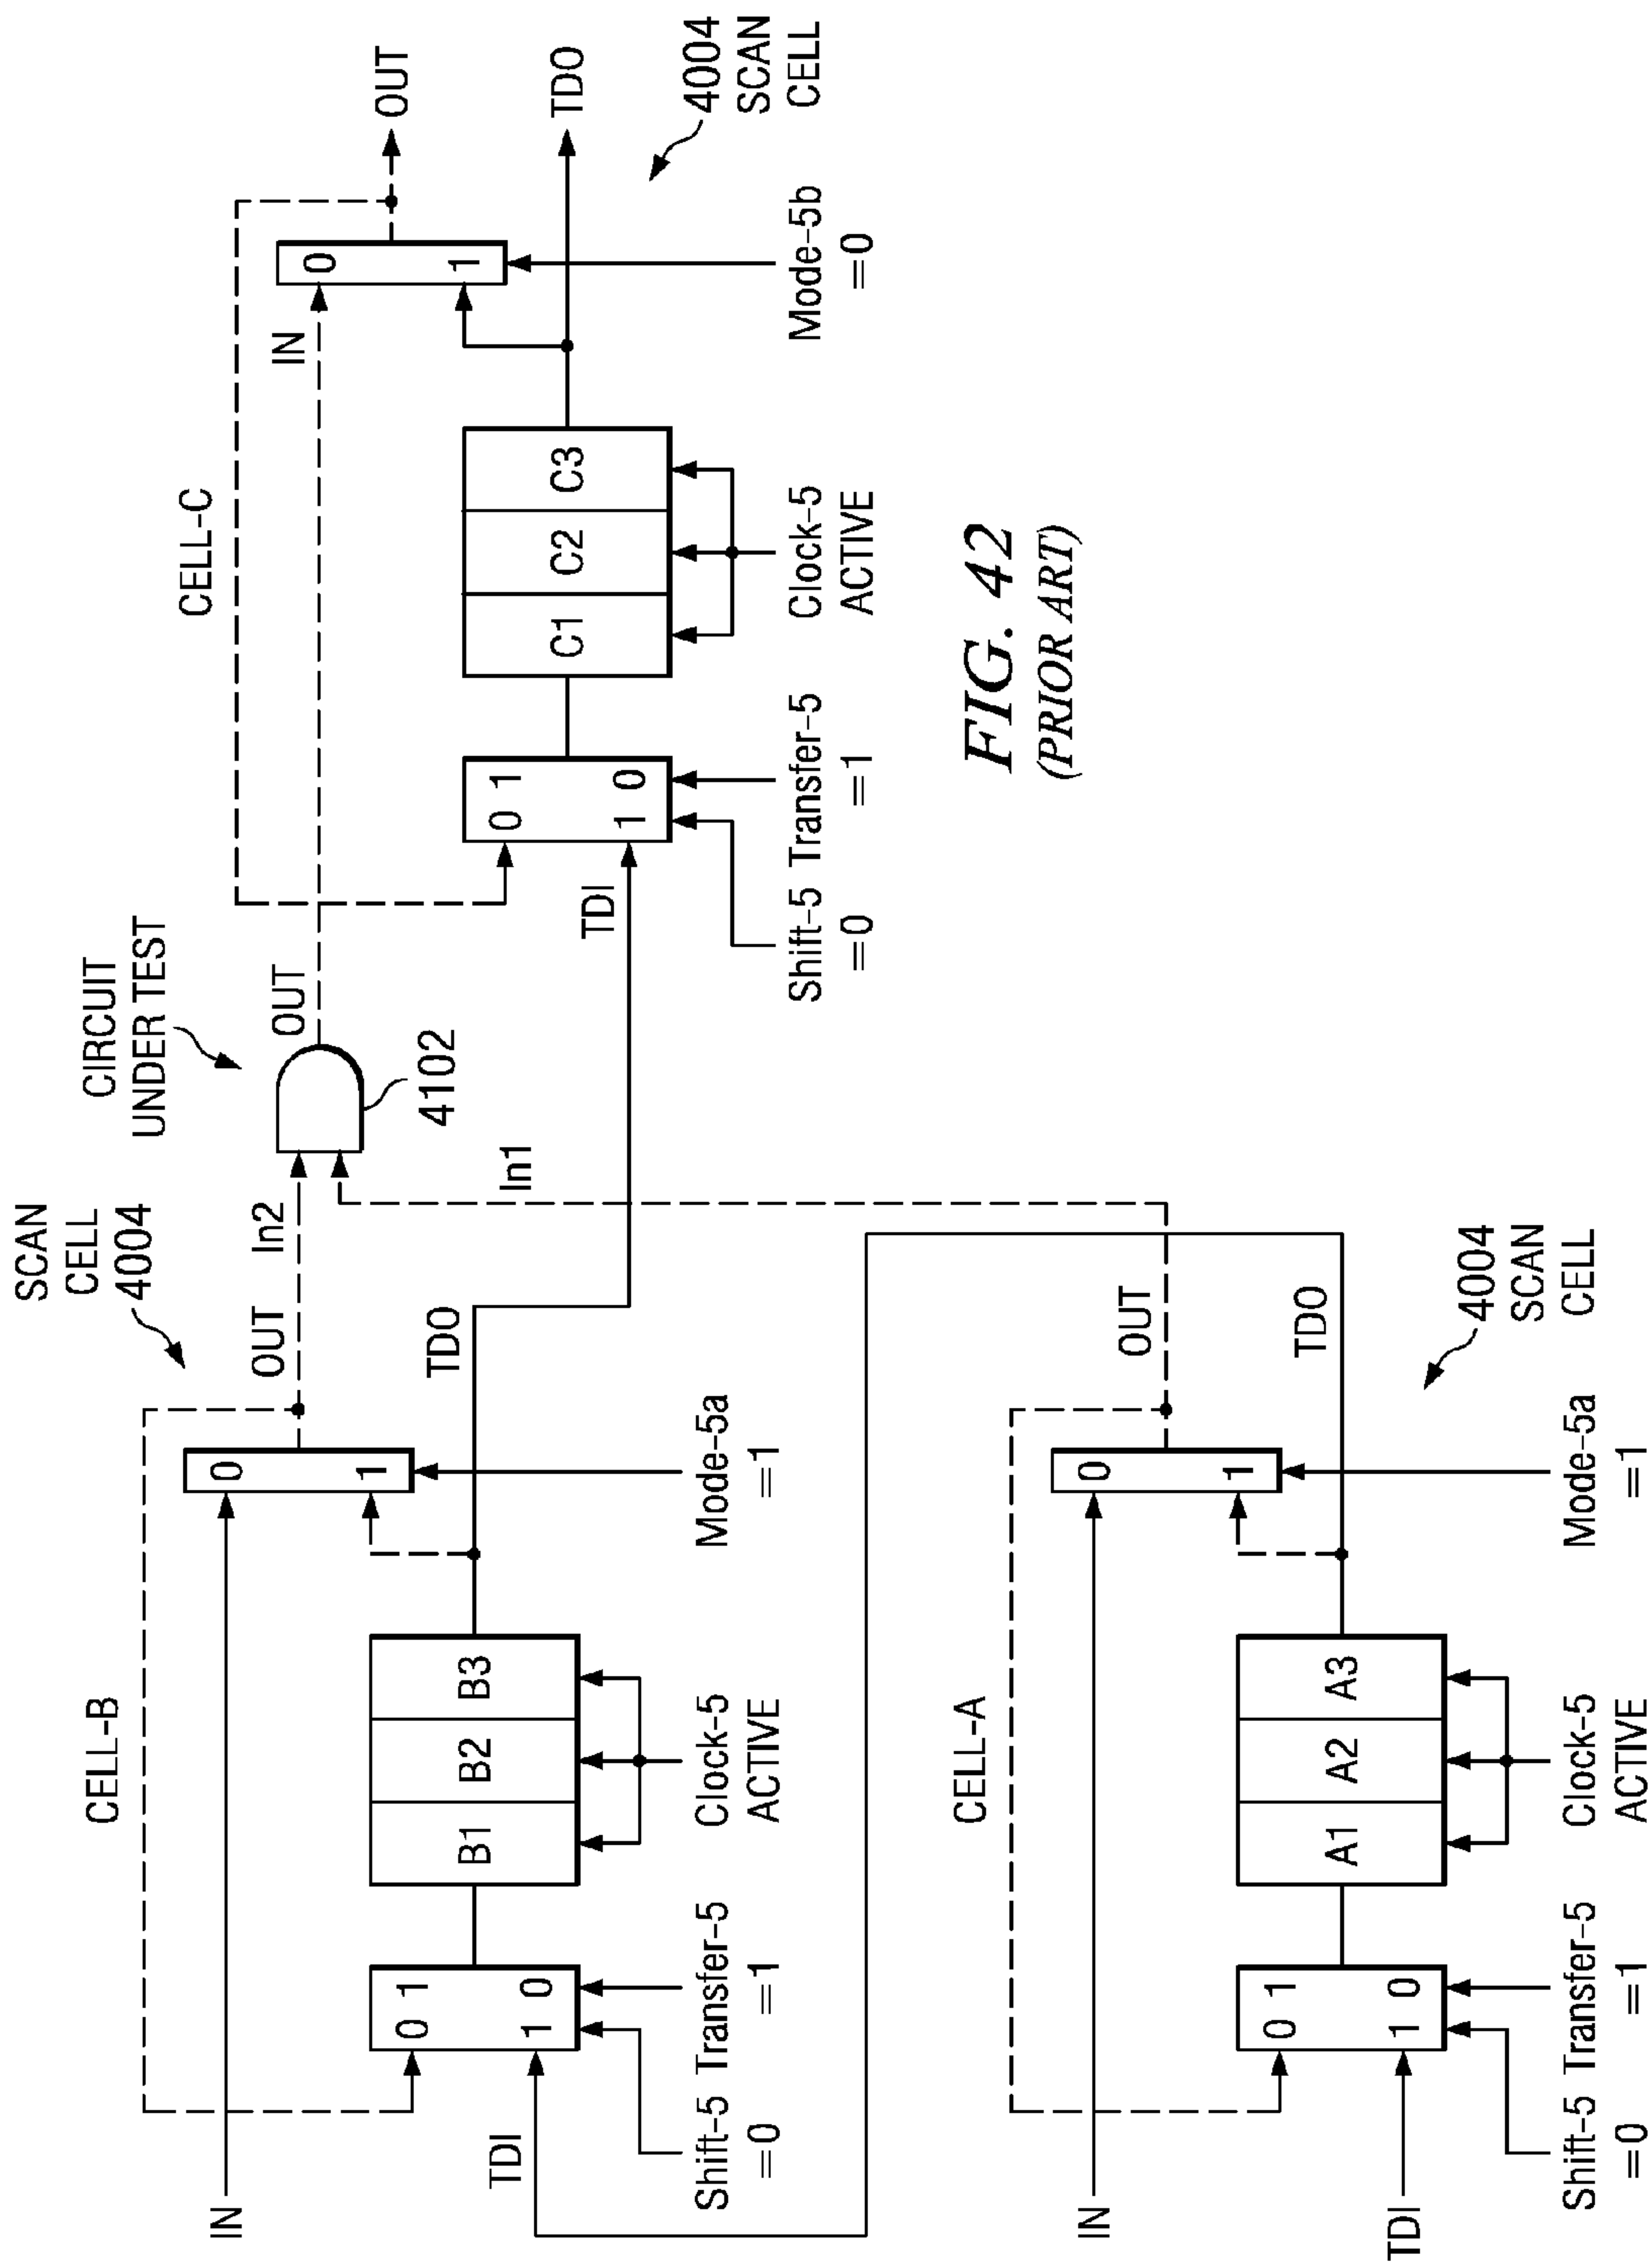 SCAN
CELL
4004
CELL-B
IN
0
1
OUT
In2
TDO
0 1
1 0
B1
B2
B3
TDI
Shift-5
=0
Transfer-5
=1
Clock-5
ACTIVE
Mode-5a
=1
CIRCUIT
UNDER TEST
OUT
4102
In1
CELL-C
IN
0
1
OUT
TDO
0 1
1 0
C1
C2
C3
TDI
Shift-5
=0
Transfer-5
=1
Clock-5
ACTIVE
Mode-5b
=0
4004
SCAN
CELL
CELL-A
IN
0
1
OUT
TDO
0 1
1 0
A1
A2
A3
TDI
Shift-5
=0
Transfer-5
=1
Clock-5
ACTIVE
Mode-5a
=1
4004
SCAN
CELL
FIG. 42
(PRIOR ART)